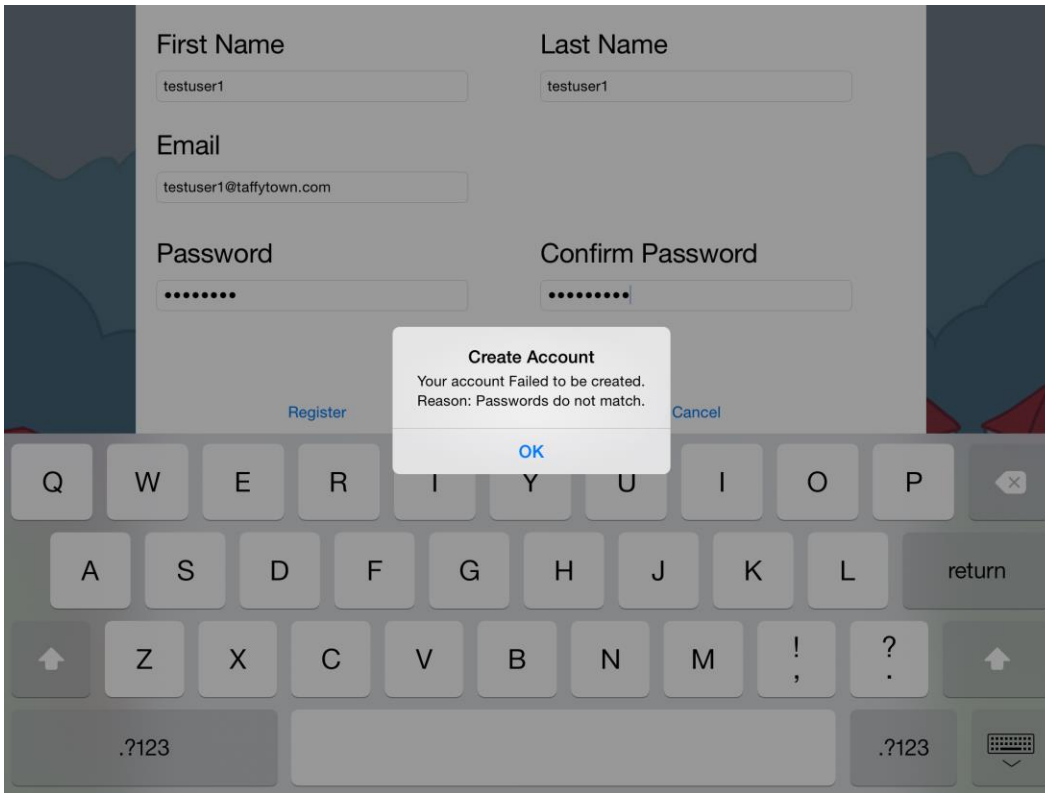 First Name Last Name
testuser1 testuser1
Email
testuser1@taffytown.com
Password Confirm Password
•••••••• •••••••••
Create Account
Your account Failed to be created.
Reason: Passwords do not match.
Register Cancel
OK
Q W E R T Y U I O P
A S D F G H J K L return
Z X C V B N M ! , ? .
.?123 .?123